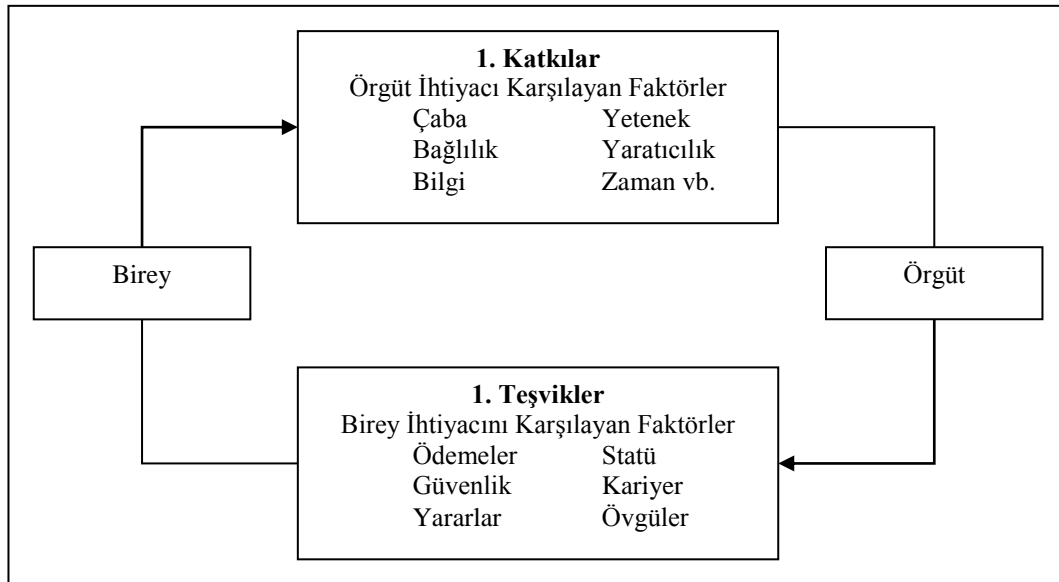 1. Katkılar
Örgüt İhtiyacı Karşılayan Faktörler
Çaba Yetenek
Bağlılık Yaratıcılık
Bilgi Zaman vb.
Birey Örgüt
1. Teşvikler
Birey İhtiyacını Karşılayan Faktörler
Ödemeler Statü
Güvenlik Kariyer
Yararlar Övgüler